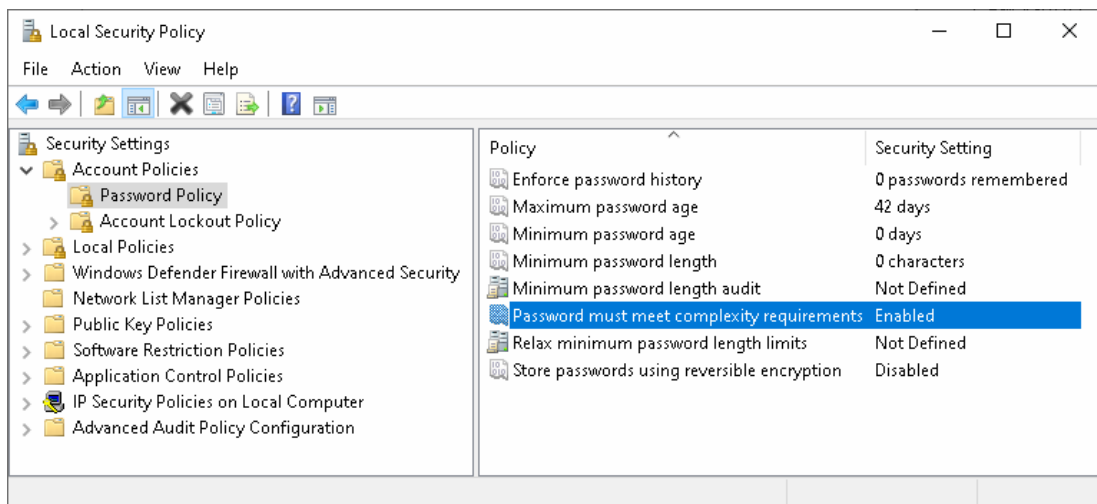 Local Security Policy
File Action View Help
Security Settings
Account Policies
Password Policy
Account Lockout Policy
Local Policies
Windows Defender Firewall with Advanced Security
Network List Manager Policies
Public Key Policies
Software Restriction Policies
Application Control Policies
IP Security Policies on Local Computer
Advanced Audit Policy Configuration
Policy Security Setting
Enforce password history 0 passwords remembered
Maximum password age 42 days
Minimum password age 0 days
Minimum password length 0 characters
Minimum password length audit Not Defined
Password must meet complexity requirements Enabled
Relax minimum password length limits Not Defined
Store passwords using reversible encryption Disabled